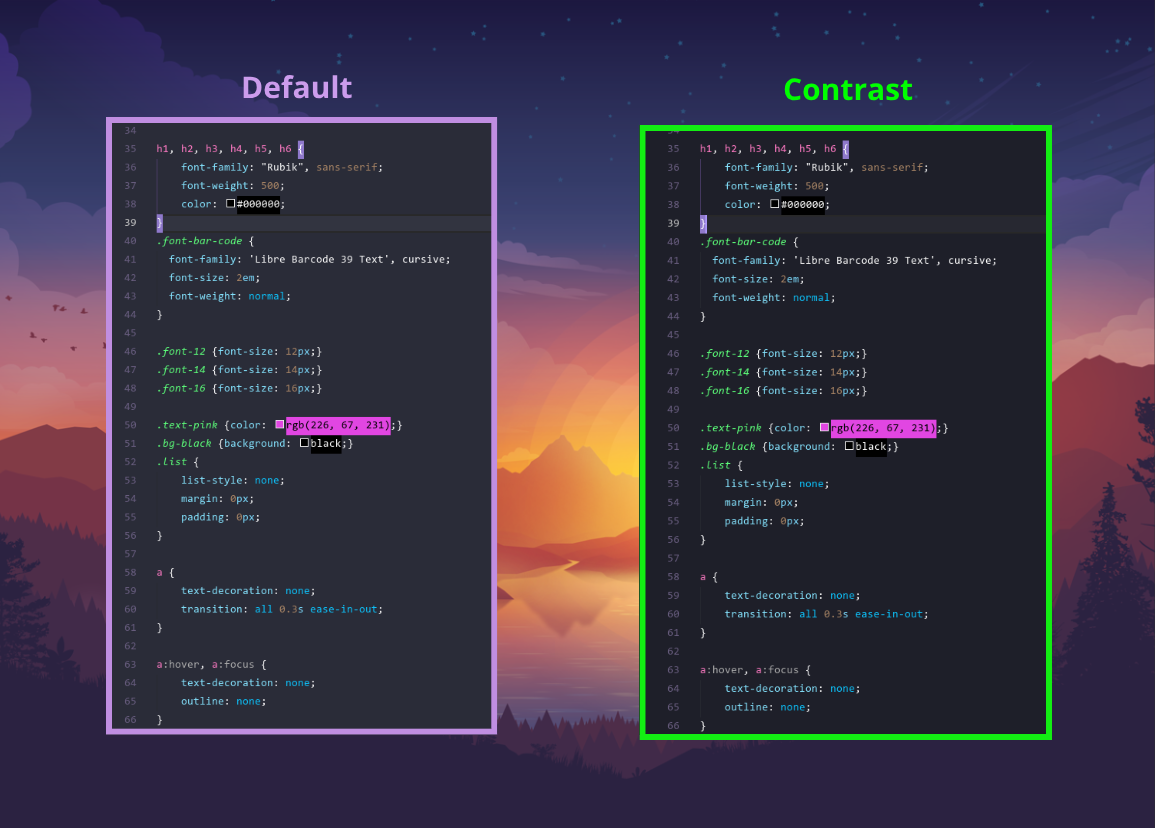 Default
34
35 h1, h2, h3, h4, h5, h6 {
36 font-family: "Rubik", sans-serif;
37 font-weight: 500;
38 color: #000000;
39 }
40 .font-bar-code {
41 font-family: 'Libre Barcode 39 Text', cursive;
42 font-size: 2em;
43 font-weight: normal;
44 }
45
46 .font-12 {font-size: 12px;}
47 .font-14 {font-size: 14px;}
48 .font-16 {font-size: 16px;}
49
50 .text-pink {color: rgb(226, 67, 231);}
51 .bg-black {background: black;}
52 .list {
53 list-style: none;
54 margin: 0px;
55 padding: 0px;
56 }
57
58 a {
59 text-decoration: none;
60 transition: all 0.3s ease-in-out;
61 }
62
63 a:hover, a:focus {
64 text-decoration: none;
65 outline: none;
66 }
Contrast
35 h1, h2, h3, h4, h5, h6 {
36 font-family: "Rubik", sans-serif;
37 font-weight: 500;
38 color: #000000;
39 }
40 .font-bar-code {
41 font-family: 'Libre Barcode 39 Text', cursive;
42 font-size: 2em;
43 font-weight: normal;
44 }
45
46 .font-12 {font-size: 12px;}
47 .font-14 {font-size: 14px;}
48 .font-16 {font-size: 16px;}
49
50 .text-pink {color: rgb(226, 67, 231);}
51 .bg-black {background: black;}
52 .list {
53 list-style: none;
54 margin: 0px;
55 padding: 0px;
56 }
57
58 a {
59 text-decoration: none;
60 transition: all 0.3s ease-in-out;
61 }
62
63 a:hover, a:focus {
64 text-decoration: none;
65 outline: none;
66 }